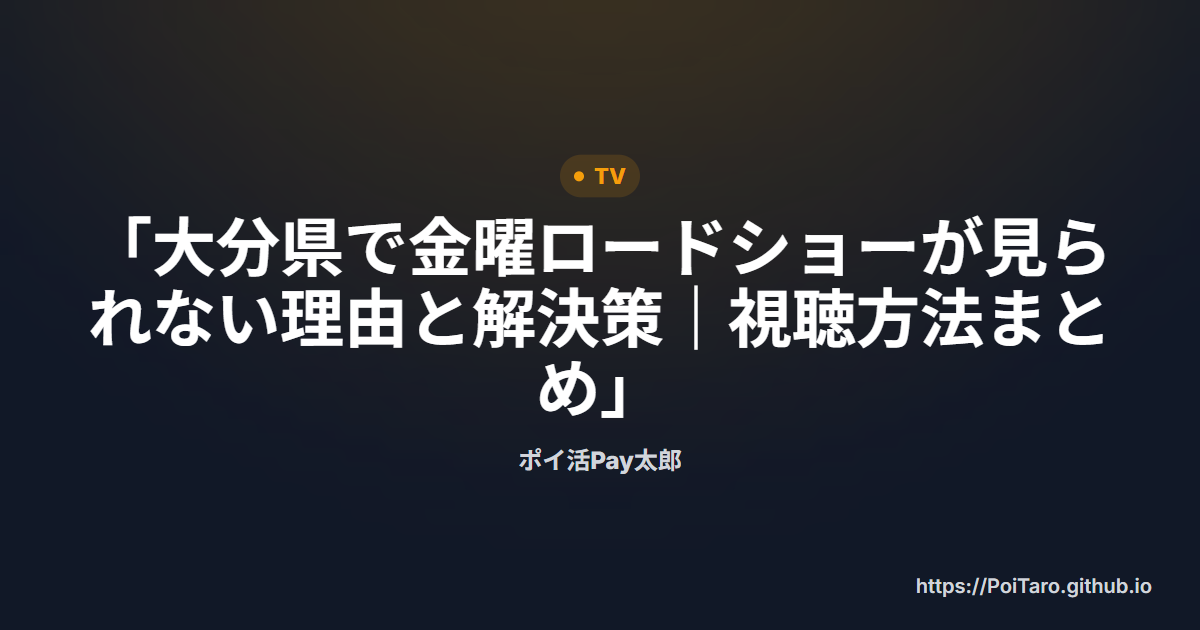 TV
「大分県で金曜ロードショーが見ら
れない理由と解決策｜視聴方法まと
め」
ポイ活Pay太郎
https://PoiTaro.github.io